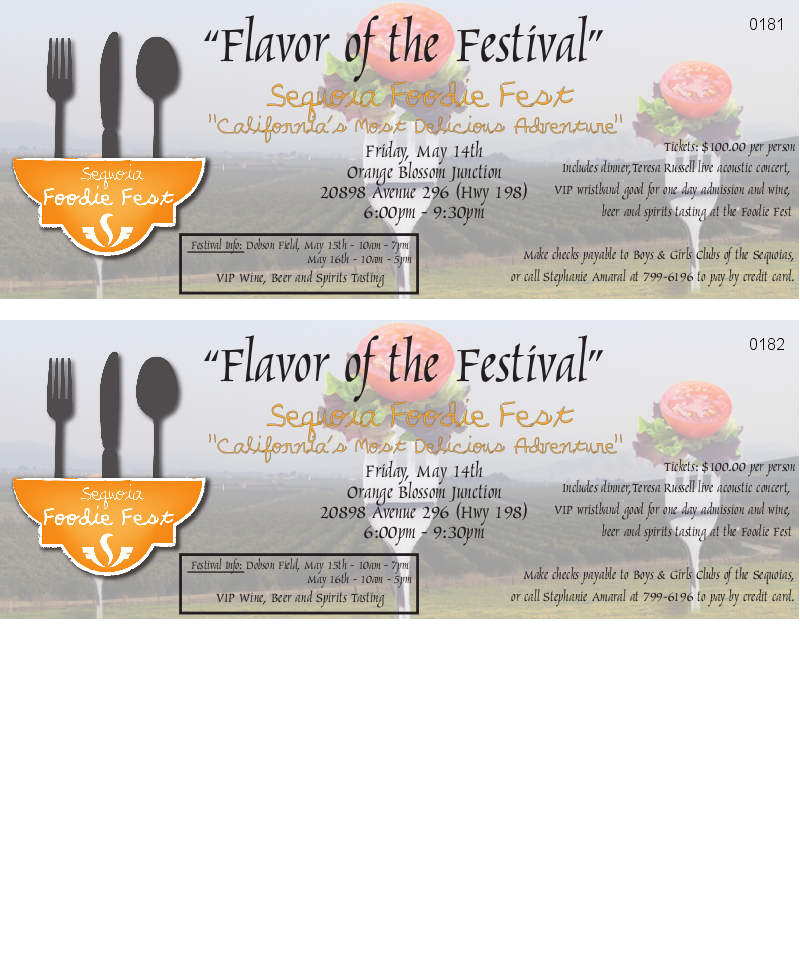 0181
“Flavor of the Festival”
Sequoia Foodie Fest
"California's Most Delicious Adventure"
Friday, May 14th
Orange Blossom Junction
20898 Avenue 296 (Hwy 198)
6:00pm - 9:30pm
Sequoia
Foodie Fest
Tickets: $100.00 per person
Includes dinner,Teresa Russell live acoustic concert,
VIP wristband good for one day admission and wine,
beer and spirits tasting at the Foodie Fest
Festival Info: Dobson Field, May 15th - 10am - 7pm
May 16th - 10am - 5pm
VIP Wine, Beer and Spirits Tasting
Make checks payable to Boys & Girls Clubs of the Sequoias,
or call Stephanie Amaral at 799-6196 to pay by credit card.
0182
“Flavor of the Festival”
Sequoia Foodie Fest
"California's Most Delicious Adventure"
Friday, May 14th
Orange Blossom Junction
20898 Avenue 296 (Hwy 198)
6:00pm - 9:30pm
Sequoia
Foodie Fest
Tickets: $100.00 per person
Includes dinner,Teresa Russell live acoustic concert,
VIP wristband good for one day admission and wine,
beer and spirits tasting at the Foodie Fest
Festival Info: Dobson Field, May 15th - 10am - 7pm
May 16th - 10am - 5pm
VIP Wine, Beer and Spirits Tasting
Make checks payable to Boys & Girls Clubs of the Sequoias,
or call Stephanie Amaral at 799-6196 to pay by credit card.